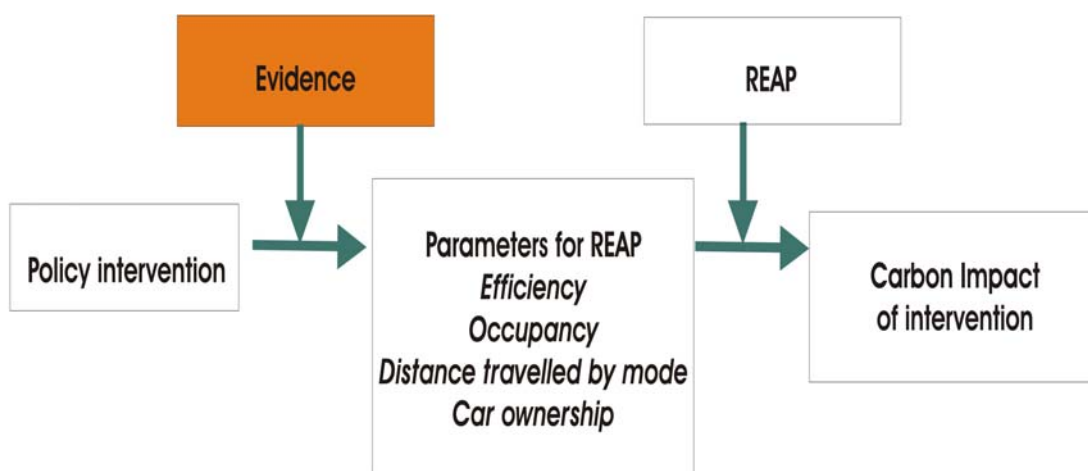 Evidence
REAP
Policy intervention
Parameters for REAP
Efficiency
Occupancy
Distance travelled by mode
Car ownership
Carbon Impact
of intervention